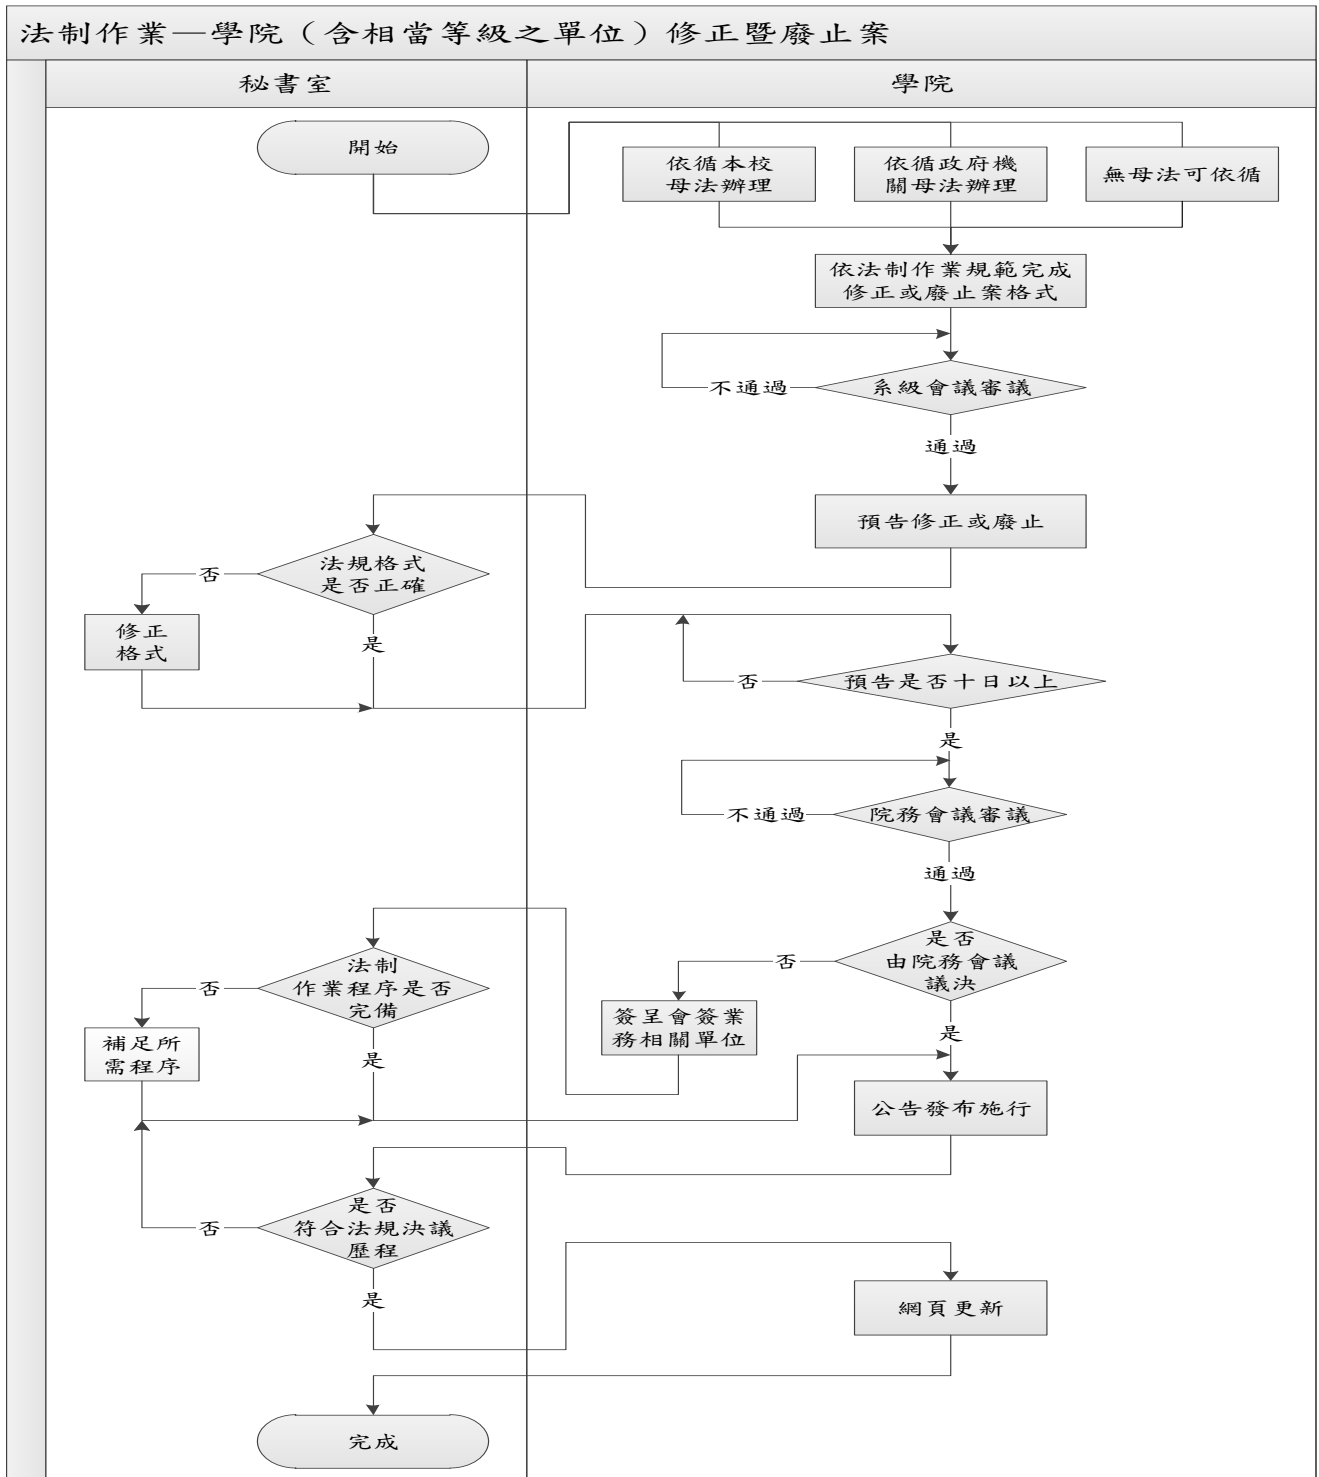 法制作業—學院（含相當等級之單位）修正暨廢止案
秘書室
學院
開始
依循本校
母法辦理
依循政府機
關母法辦理
無母法可依循
依法制作業規範完成
修正或廢止案格式
不通過
系級會議審議
通過
預告修正或廢止
法規格式
是否正確
否
修正
格式
是
否
預告是否十日以上
是
不通過
院務會議審議
通過
是否
由院務會議
議決
否
簽呈會簽業
務相關單位
是
法制
作業程序是否
完備
否
補足所
需程序
是
公告發布施行
是否
符合法規決議
歷程
否
是
網頁更新
完成